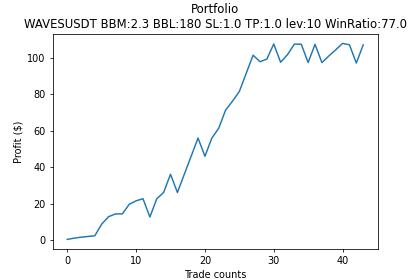 Portfolio
WAVESUSDT BBM:2.3 BBL:180 SL:1.0 TP:1.0 lev:10 WinRatio:77.0
Profit ($)
100
80
60
40
20
0
0 10 20 30 40
Trade counts